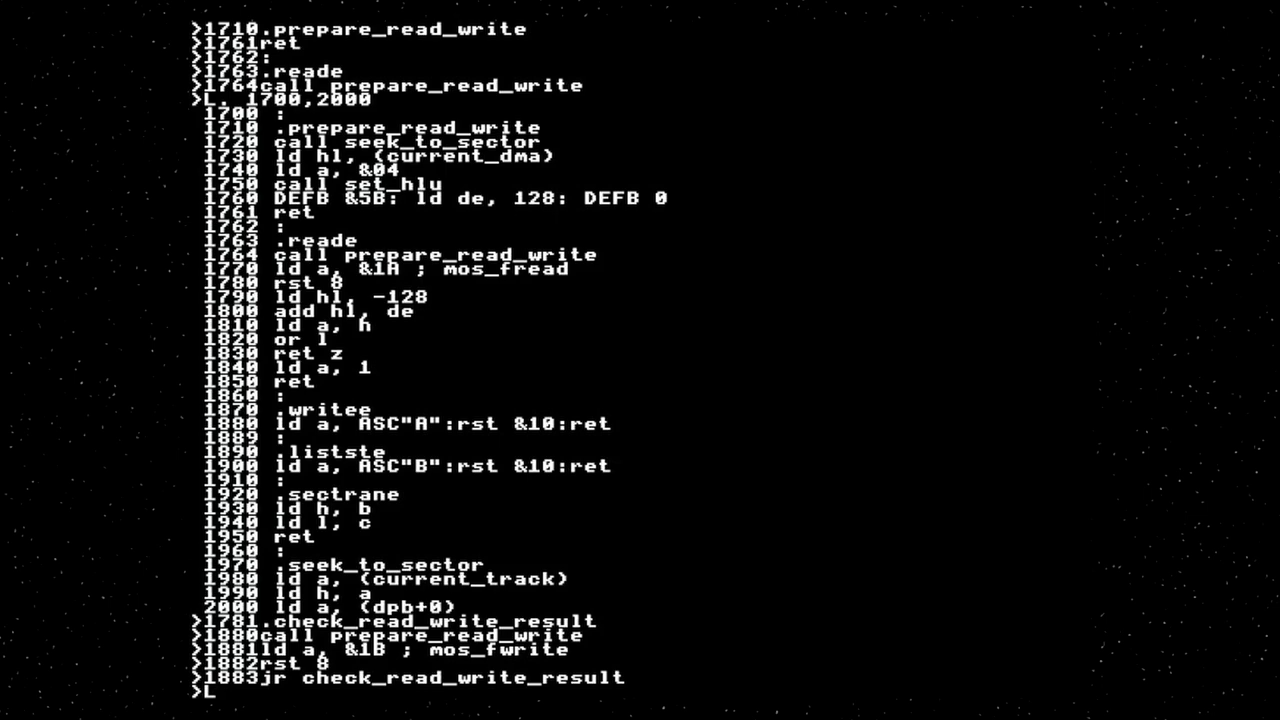 >1710.prepare_read_write
>1761ret
>1762:
>1763.reade
>1764call prepare_read_write
>L. 1700,2000
1700 :
1710 .prepare_read_write
1720 call seek_to_sector
1730 ld hl, (current_dma)
1740 ld a, &04
1750 call set_hlu
1760 DEFB &5B: ld de, 128: DEFB 0
1761 ret
1762 :
1763 .reade
1764 call prepare_read_write
1770 ld a, &1A ; mos_fread
1780 rst 8
1790 ld hl, -128
1800 add hl, de
1810 ld a, h
1820 or l
1830 ret z
1840 ld a, 1
1850 ret
1860 :
1870 .writee
1880 ld a, ASC"A":rst &10:ret
1889 :
1890 .listste
1900 ld a, ASC"B":rst &10:ret
1910 :
1920 .sectrane
1930 ld h, b
1940 ld l, c
1950 ret
1960 :
1970 .seek_to_sector
1980 ld a, (current_track)
1990 ld h, a
2000 ld a, (dpb+0)
>1781.check_read_write_result
>1880call prepare_read_write
>1881ld a, &1B ; mos_fwrite
>1882rst 8
>1883jr check_read_write_result
>L